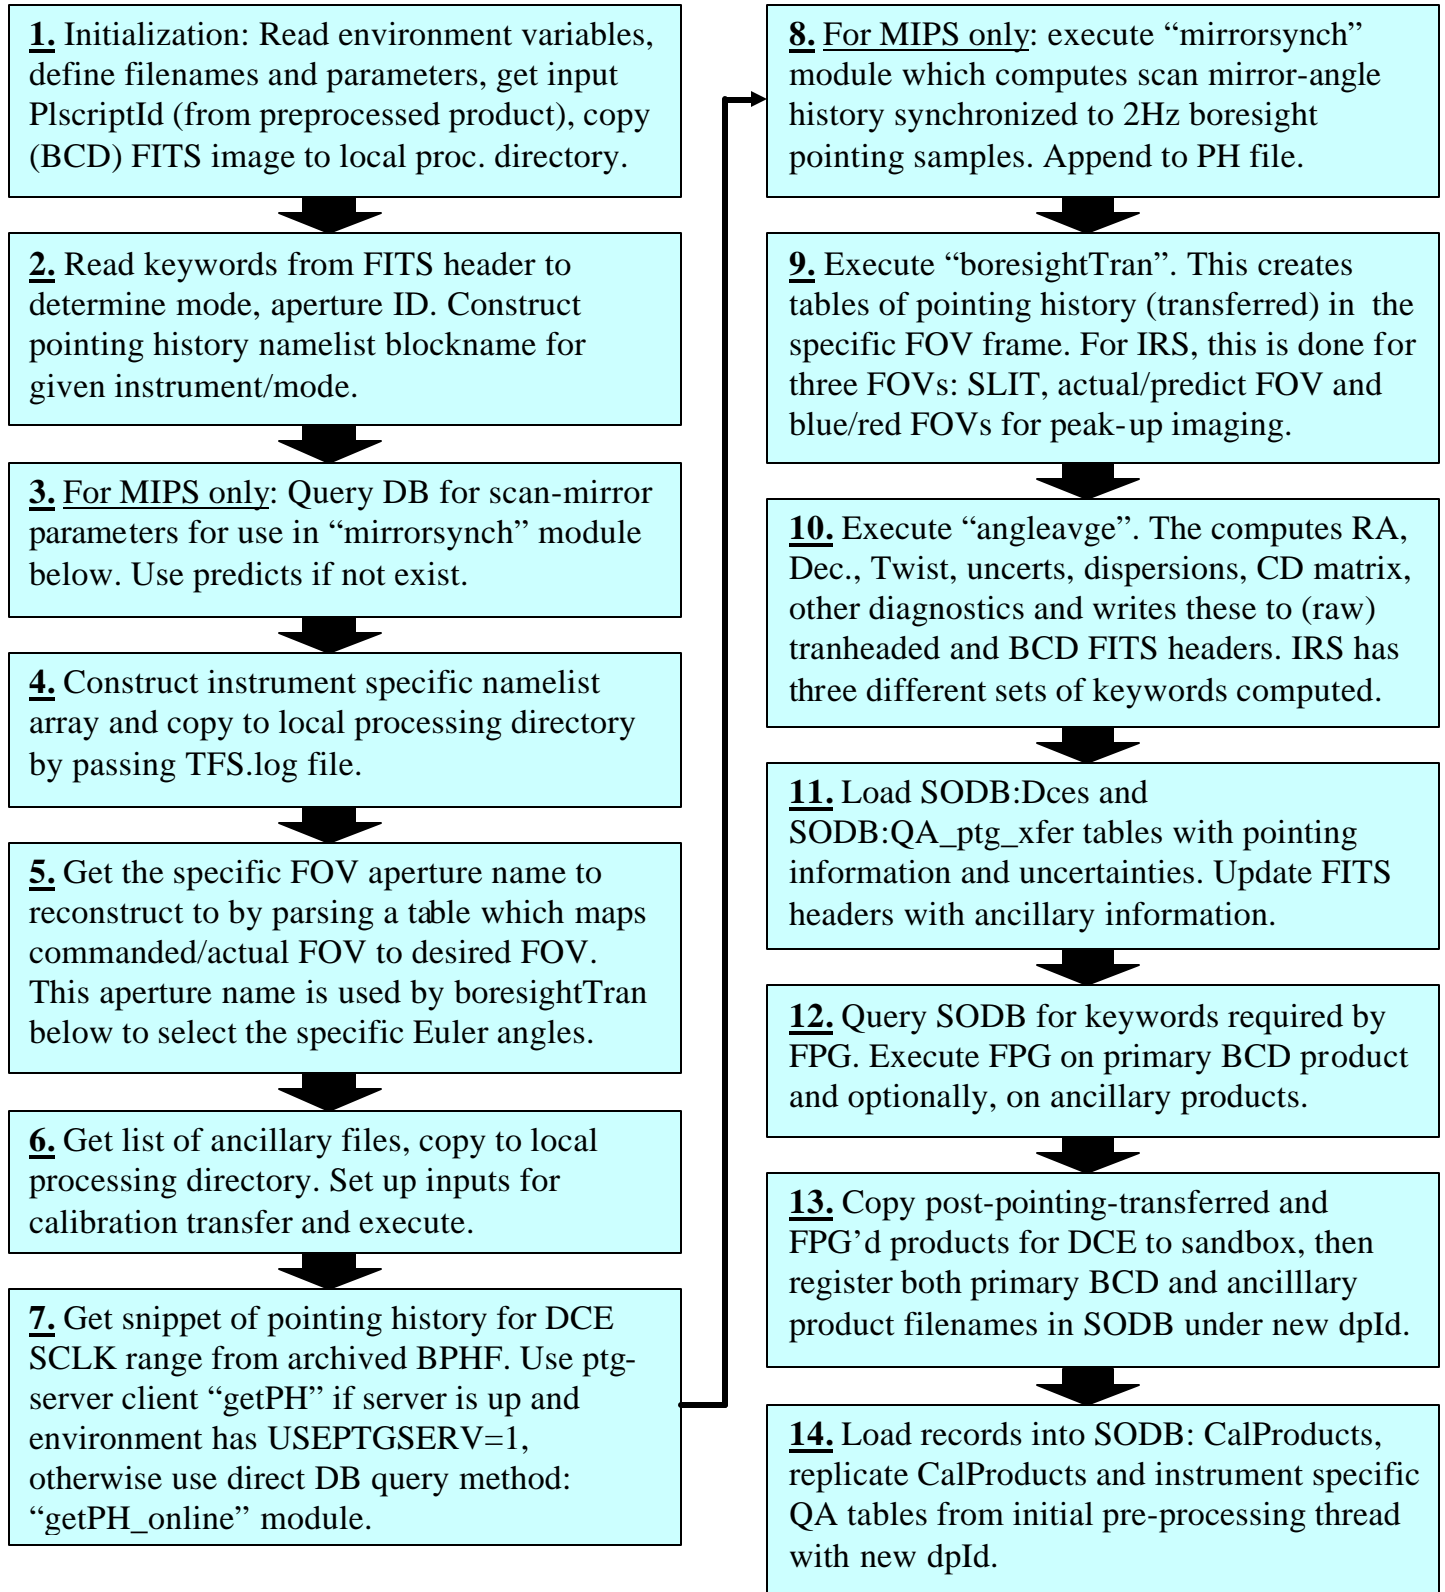 1. Initialization: Read environment variables,
define filenames and parameters, get input
PlscriptId (from preprocessed product), copy
(BCD) FITS image to local proc. directory.
2. Read keywords from FITS header to
determine mode, aperture ID. Construct
pointing history namelist blockname for
given instrument/mode.
3. For MIPS only: Query DB for scan-mirror
parameters for use in “mirrorsynch” module
below. Use predicts if not exist.
4. Construct instrument specific namelist
array and copy to local processing directory
by passing TFS.log file.
5. Get the specific FOV aperture name to
reconstruct to by parsing a table which maps
commanded/actual FOV to desired FOV.
This aperture name is used by boresightTran
below to select the specific Euler angles.
6. Get list of ancillary files, copy to local
processing directory. Set up inputs for
calibration transfer and execute.
7. Get snippet of pointing history for DCE
SCLK range from archived BPHF. Use ptg-
server client “getPH” if server is up and
environment has USEPTGSERV=1,
otherwise use direct DB query method:
“getPH_online” module.
8. For MIPS only: execute “mirrorsynch”
module which computes scan mirror-angle
history synchronized to 2Hz boresight
pointing samples. Append to PH file.
9. Execute “boresightTran”. This creates
tables of pointing history (transferred) in the
specific FOV frame. For IRS, this is done for
three FOVs: SLIT, actual/predict FOV and
blue/red FOVs for peak-up imaging.
10. Execute “angleavge”. The computes RA,
Dec., Twist, uncerts, dispersions, CD matrix,
other diagnostics and writes these to (raw)
tranheaded and BCD FITS headers. IRS has
three different sets of keywords computed.
11. Load SODB:Dces and
SODB:QA_ptg_xfer tables with pointing
information and uncertainties. Update FITS
headers with ancillary information.
12. Query SODB for keywords required by
FPG. Execute FPG on primary BCD product
and optionally, on ancillary products.
13. Copy post-pointing-transferred and
FPG’d products for DCE to sandbox, then
register both primary BCD and ancilllary
product filenames in SODB under new dpId.
14. Load records into SODB: CalProducts,
replicate CalProducts and instrument specific
QA tables from initial pre-processing thread
with new dpId.